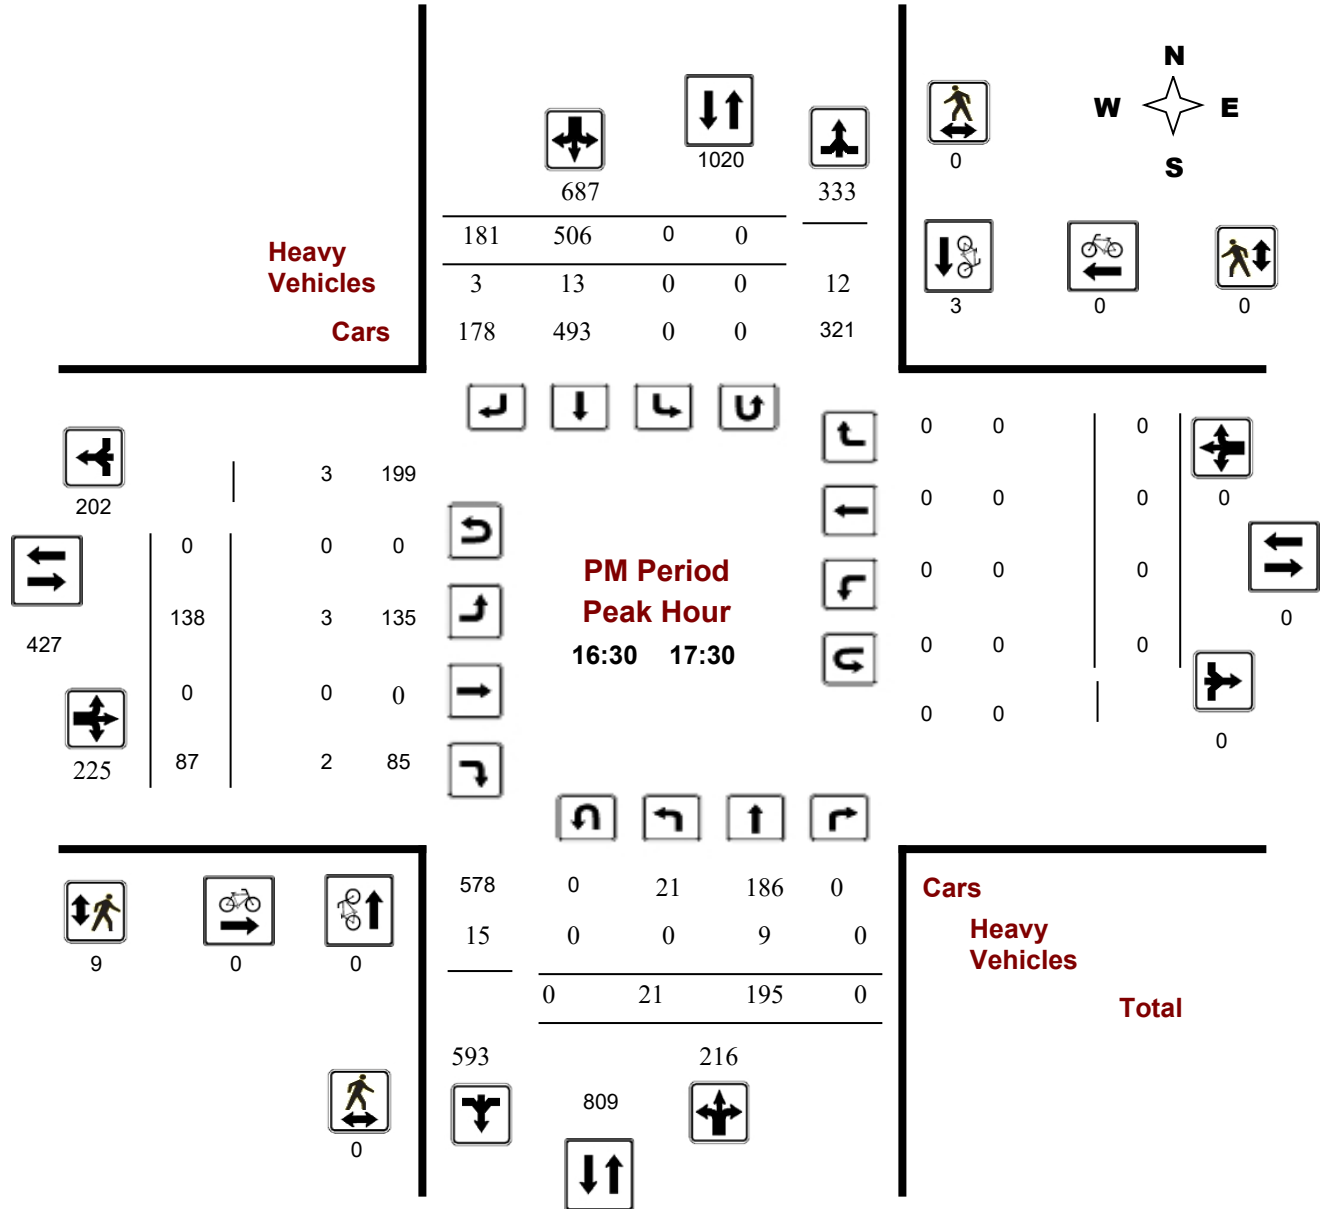 N
W E
S
1020
0
687
333
181 506 0 0
Heavy
Vehicles
3 13 0 0 12
3 0 0
Cars
178 493 0 0 321
0 0 0
3 199
202
0 0 0 0
0 0 0
427
138 3 135
PM Period
Peak Hour
16:30 17:30
0 0 0
0
0 0 0
0 0 0
0 0
0
225
87 2 85
578 0 21 186 0
Cars
15 0 0 9 0
Heavy
Vehicles
9 0 0
0 21 195 0
Total
593
216
809
0